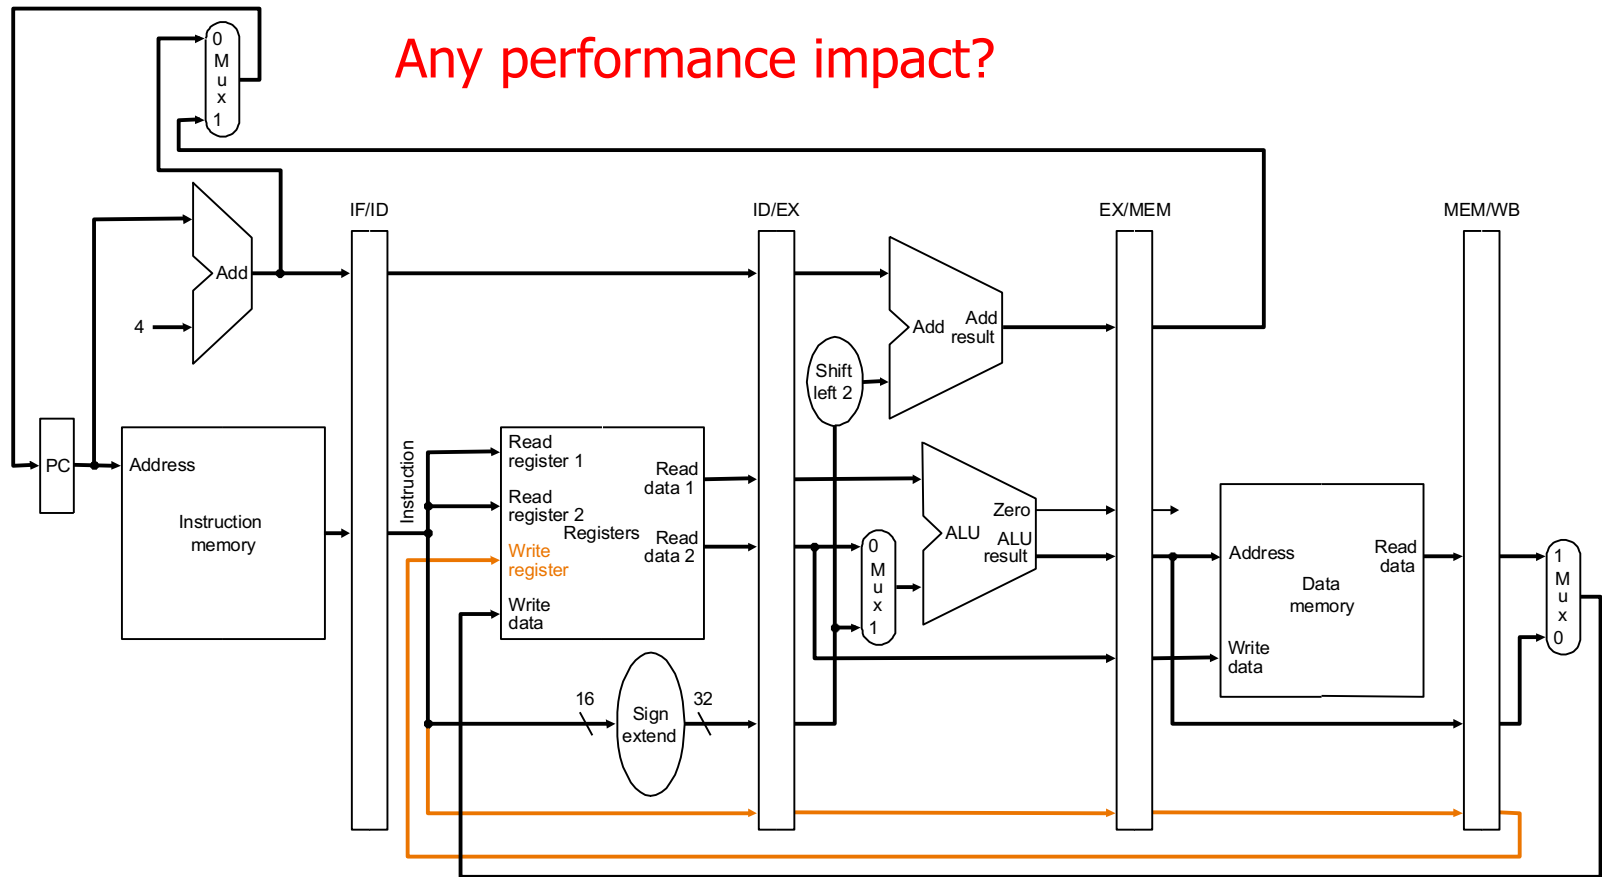 Any performance impact?
0
M
u
x
1
IF/ID
ID/EX
EX/MEM
MEM/WB
Add
4
Add
Add
result
Shift
left 2
PC
Address
Instruction
memory
Instruction
Read
register 1
Read
register 2
Write
register
Write
data
Registers
Read
data 1
Read
data 2
0
M
u
x
1
Zero
ALU
ALU
result
Address
Read
data
Data
memory
Write
data
1
M
u
x
0
16
Sign
extend
32